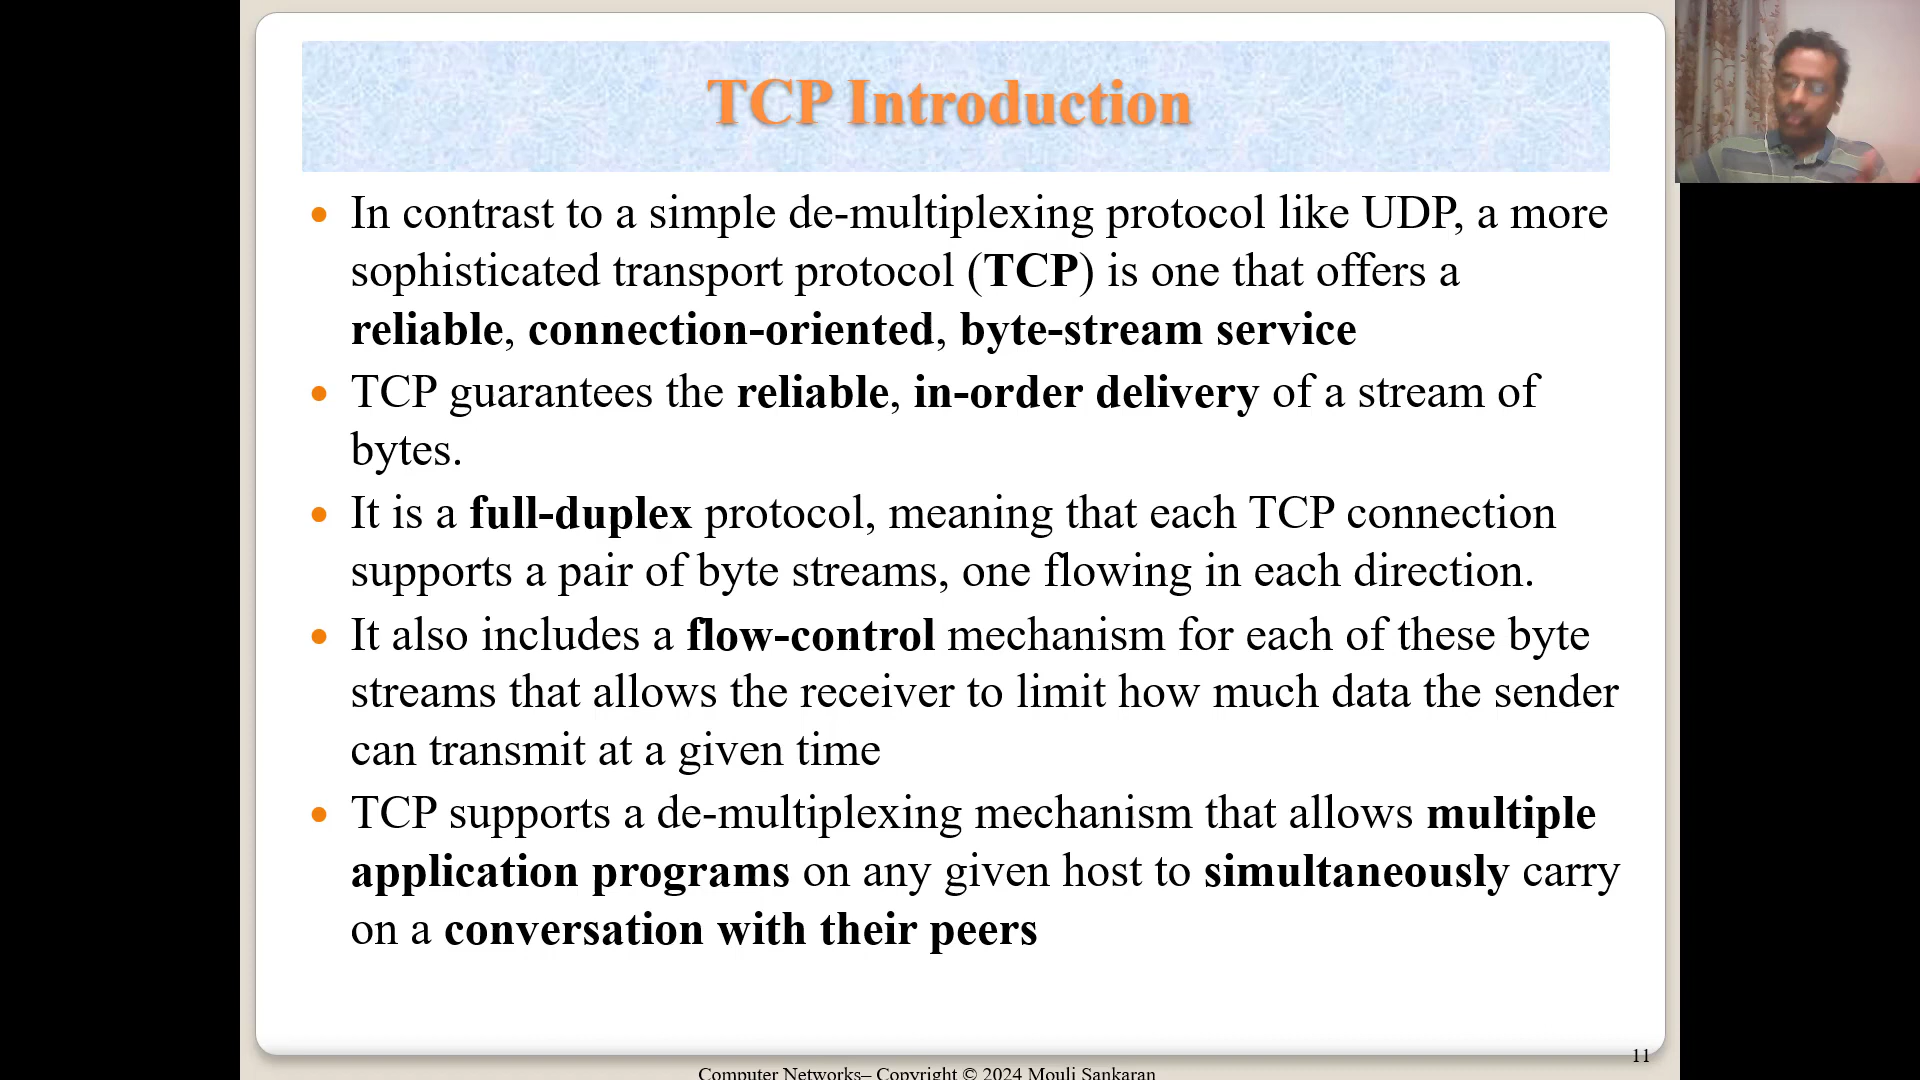 TCP Introduction
• In contrast to a simple de-multiplexing protocol like UDP, a more
sophisticated transport protocol (TCP) is one that offers a
reliable, connection-oriented, byte-stream service
• TCP guarantees the reliable, in-order delivery of a stream of
bytes.
• It is a full-duplex protocol, meaning that each TCP connection
supports a pair of byte streams, one flowing in each direction.
• It also includes a flow-control mechanism for each of these byte
streams that allows the receiver to limit how much data the sender
can transmit at a given time
• TCP supports a de-multiplexing mechanism that allows multiple
application programs on any given host to simultaneously carry
on a conversation with their peers
11
Computer Networks– Copyright © 2024 Mouli Sankaran